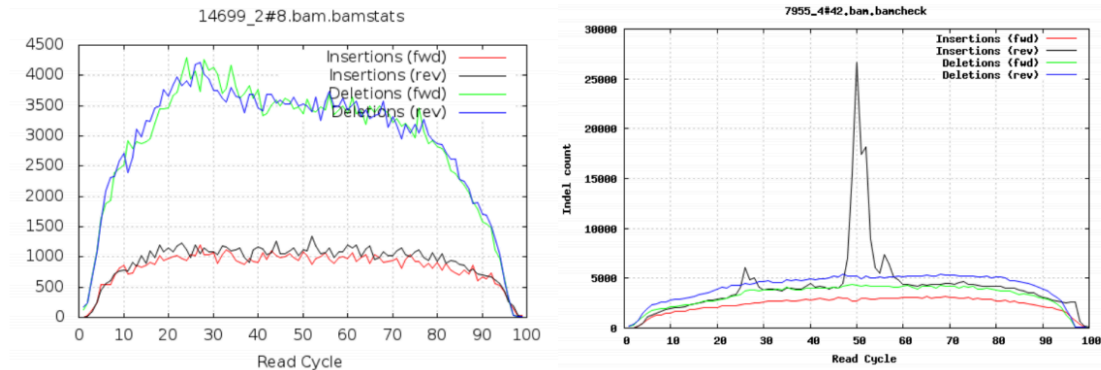 14699_2#8.bam.bamstats
4500
4000
3500
3000
2500
2000
1500
1000
500
0
Insertions (fwd)
Insertions (rev)
Deletions (fwd)
Deletions (rev)
0 10 20 30 40 50 60 70 80 90 100
Read Cycle
7955_4#42.bam.bamcheck
30000
25000
20000
15000
10000
5000
0
Indel count
Insertions (fwd)
Insertions (rev)
Deletions (fwd)
Deletions (rev)
0 10 20 30 40 50 60 70 80 90 100
Read Cycle